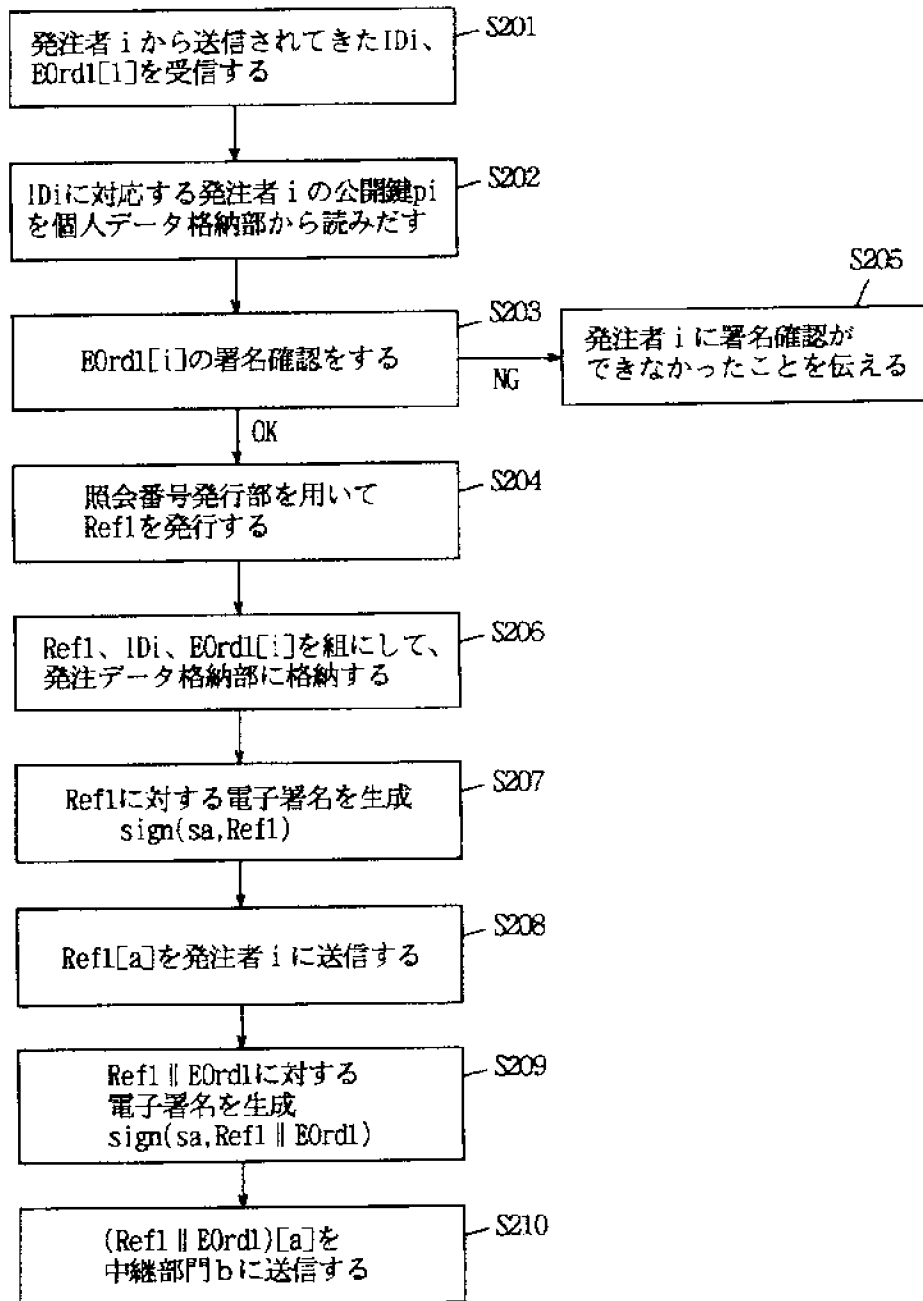 S201
発注者ｉから送信されてきたIDi、
EOrd1[i]を受信する
S202
IDiに対応する発注者ｉの公開鍵pi
を個人データ格納部から読みだす
S203
EOrd1[i]の署名確認をする
NG
OK
S205
発注者ｉに署名確認が
できなかったことを伝える
S204
照会番号発行部を用いて
Ref1を発行する
S206
Ref1、IDi、EOrd1[i]を組にして、
発注データ格納部に格納する
S207
Ref1に対する電子署名を生成
sign(sa,Ref1)
S208
Ref1[a]を発注者ｉに送信する
S209
Ref1‖EOrd1に対する
電子署名を生成
sign(sa,Ref1‖EOrd1)
S210
(Ref1‖EOrd1)[a]を
中継部門ｂに送信する